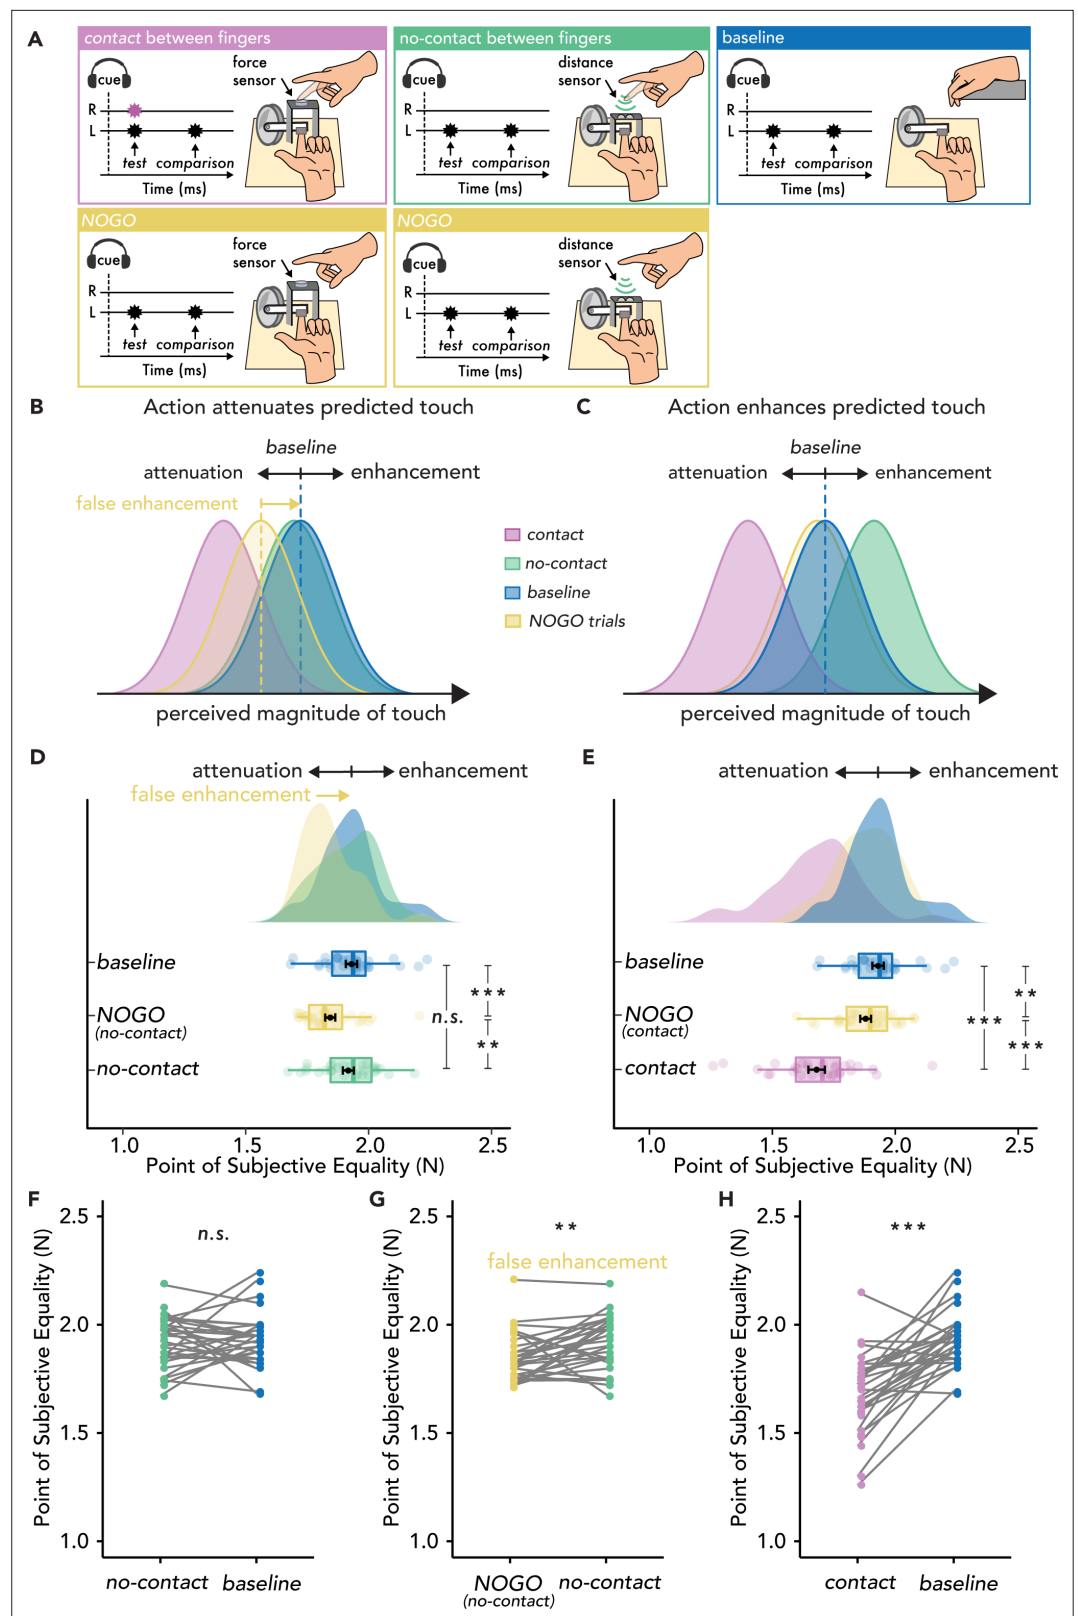 A
contact between fingers
cue
force
sensor
R
L
test comparison
Time (ms)
no-contact between fingers
cue
distance
sensor
R
L
test comparison
Time (ms)
baseline
cue
R
L
test comparison
Time (ms)
NOGO
cue
force
sensor
R
L
test comparison
Time (ms)
NOGO
cue
distance
sensor
R
L
test comparison
Time (ms)
B Action attenuates predicted touch
baseline
attenuation enhancement
false enhancement
perceived magnitude of touch
contact
no-contact
baseline
NOGO trials
C Action enhances predicted touch
baseline
attenuation enhancement
perceived magnitude of touch
D
attenuation enhancement
false enhancement
baseline
NOGO
(no-contact)
no-contact
***
n.s.
**
1.0 1.5 2.0 2.5
Point of Subjective Equality (N)
E
attenuation enhancement
baseline
NOGO
(contact)
contact
**
***
***
1.0 1.5 2.0 2.5
Point of Subjective Equality (N)
F
Point of Subjective Equality (N)
2.5
2.0
1.5
1.0
n.s.
no-contact baseline
G
Point of Subjective Equality (N)
2.5
2.0
1.5
1.0
**
false enhancement
NOGO no-contact
(no-contact)
H
Point of Subjective Equality (N)
2.5
2.0
1.5
1.0
***
contact baseline